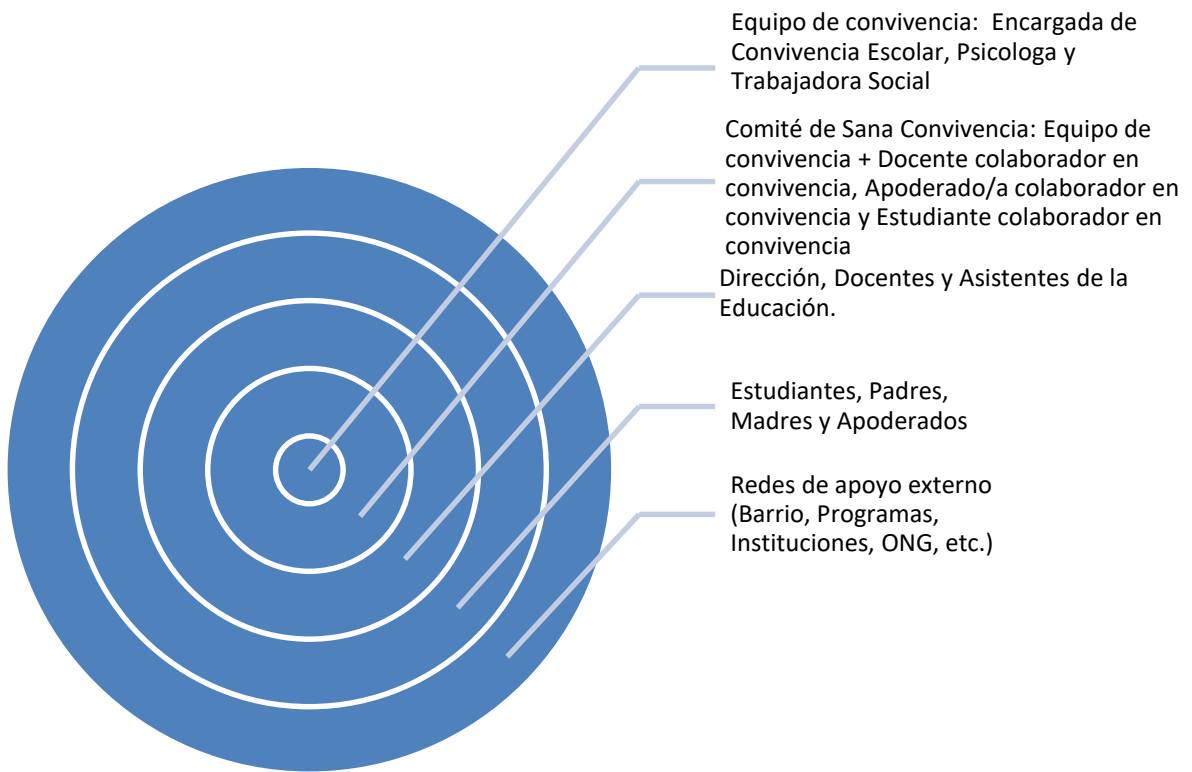 Equipo de convivencia:  Encargada de
Convivencia Escolar, Psicologa y
Trabajadora Social
Comité de Sana Convivencia: Equipo de
convivencia + Docente colaborador en
convivencia, Apoderado/a colaborador en
convivencia y Estudiante colaborador en
convivencia
Dirección, Docentes y Asistentes de la
Educación.
Estudiantes, Padres,
Madres y Apoderados
Redes de apoyo externo
(Barrio, Programas,
Instituciones, ONG, etc.)